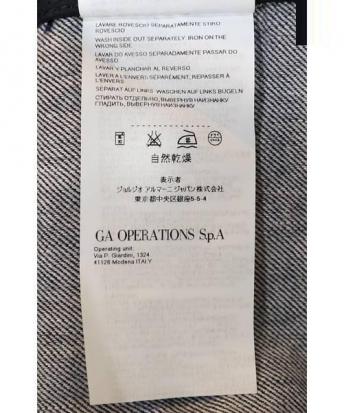 LAVARE ROVESCIO SEPARATAMENTE STIRO
ROVESCIO
WASH INSIDE OUT SEPARATELY IRON ON THE
WRONG SIDE
LAVAR DO AVESSO SEPARADAMENTE PASSAR DO
AVESSO
LAVAR Y PLANCHAR AL REVERSO
LAVER A L'ENVERS SÉPARÉMENT, REPASSER À
L'ENVERS
SEPARAT AUF LINKS WASCHEN AUF LINKS BÜGELN
СТИРАТЬ ОТДЕЛЬНО, ВЫВЕРНУВ НАИЗНАНКУ
ГЛАДИТЬ, ВЫВЕРНУВ НАИЗНАНКУ
自然乾燥
表示者
ジョルジオ アルマーニ ジャパン株式会社
東京都中央区銀座5-5-4
GA OPERATIONS S.p.A
Operating unit:
Via P. Giardini, 1324
41126 Modena ITALY